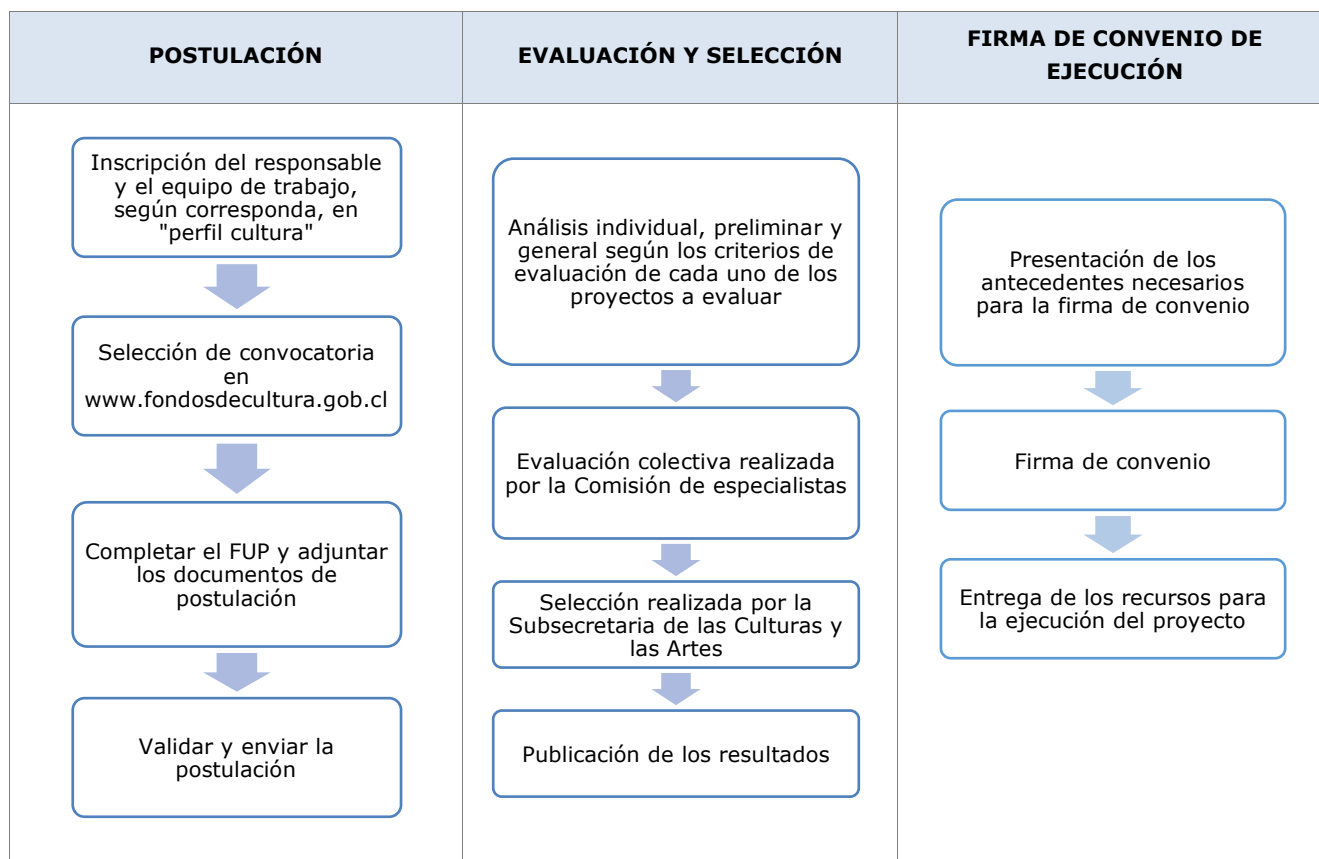 POSTULACIÓN
Inscripción del responsable
y el equipo de trabajo,
según corresponda, en
"perfil cultura"
Selección de convocatoria
en
www.fondosdecultura.gob.cl
Completar el FUP y adjuntar
los documentos de
postulación
Validar y enviar la
postulación
EVALUACIÓN Y SELECCIÓN
Análisis individual, preliminar y
general según los criterios de
evaluación de cada uno de los
proyectos a evaluar
Evaluación colectiva realizada
por la Comisión de especialistas
Selección realizada por la
Subsecretaria de las Culturas y
las Artes
Publicación de los resultados
FIRMA DE CONVENIO DE
EJECUCIÓN
Presentación de los
antecedentes necesarios
para la firma de convenio
Firma de convenio
Entrega de los recursos para
la ejecución del proyecto